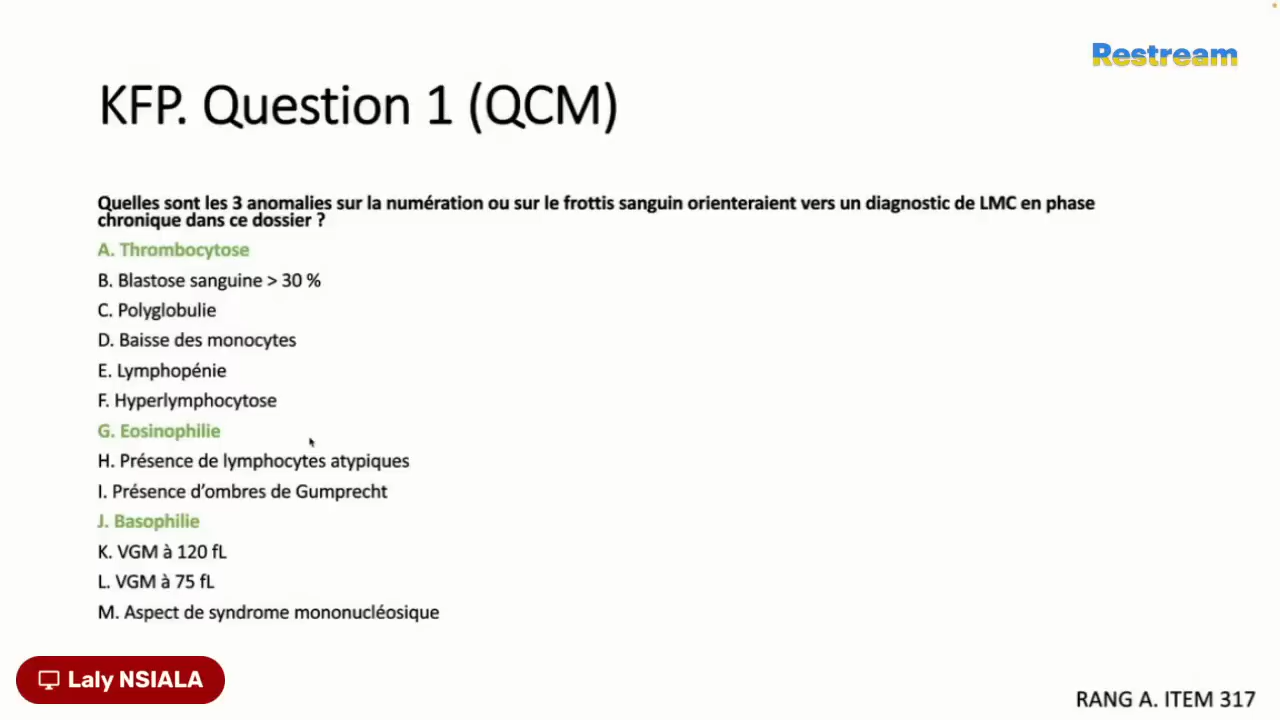 Restream
KFP. Question 1 (QCM)
Quelles sont les 3 anomalies sur la numération ou sur le frottis sanguin orienteraient vers un diagnostic de LMC en phase
chronique dans ce dossier ?
A. Thrombocytose
B. Blastose sanguine > 30 %
C. Polyglobulie
D. Baisse des monocytes
E. Lymphopénie
F. Hyperlymphocytose
G. Eosinophilie
H. Présence de lymphocytes atypiques
I. Présence d’ombres de Gumprecht
J. Basophilie
K. VGM à 120 fL
L. VGM à 75 fL
M. Aspect de syndrome mononucléosique
Laly NSIALA
RANG A. ITEM 317